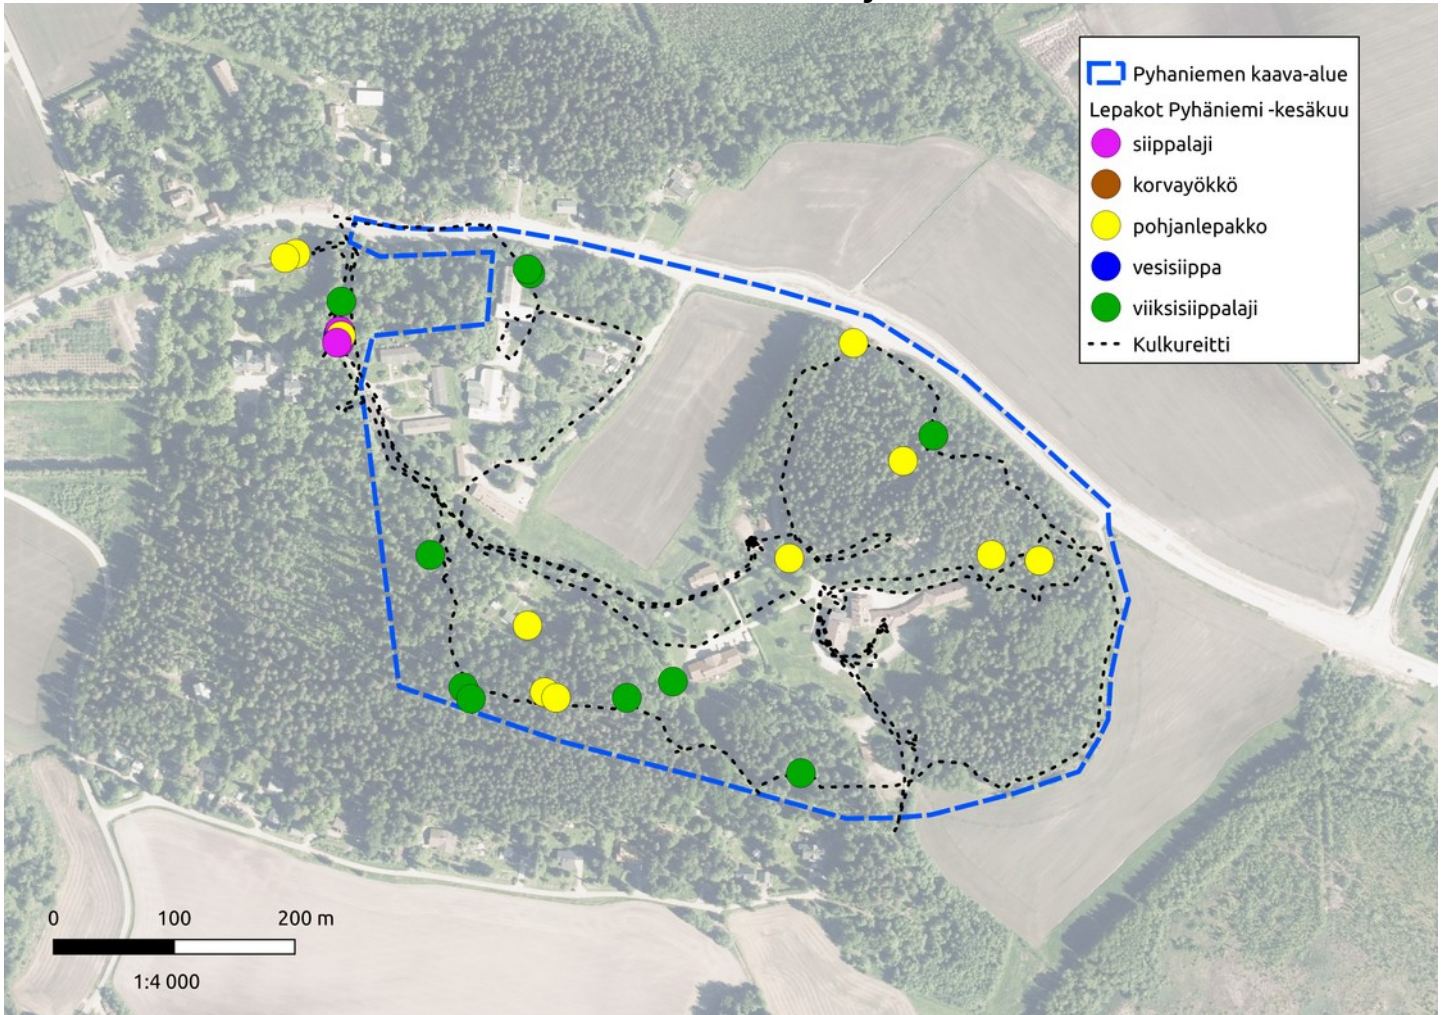 Pyhaniemen kaava-alue
Lepakot Pyhäniemi -kesäkuu
siippalaji
korvayökkö
pohjanlepakko
vesisiippa
viiksisiippalaji
Kulkureitti
0 100 200 m
1:4 000